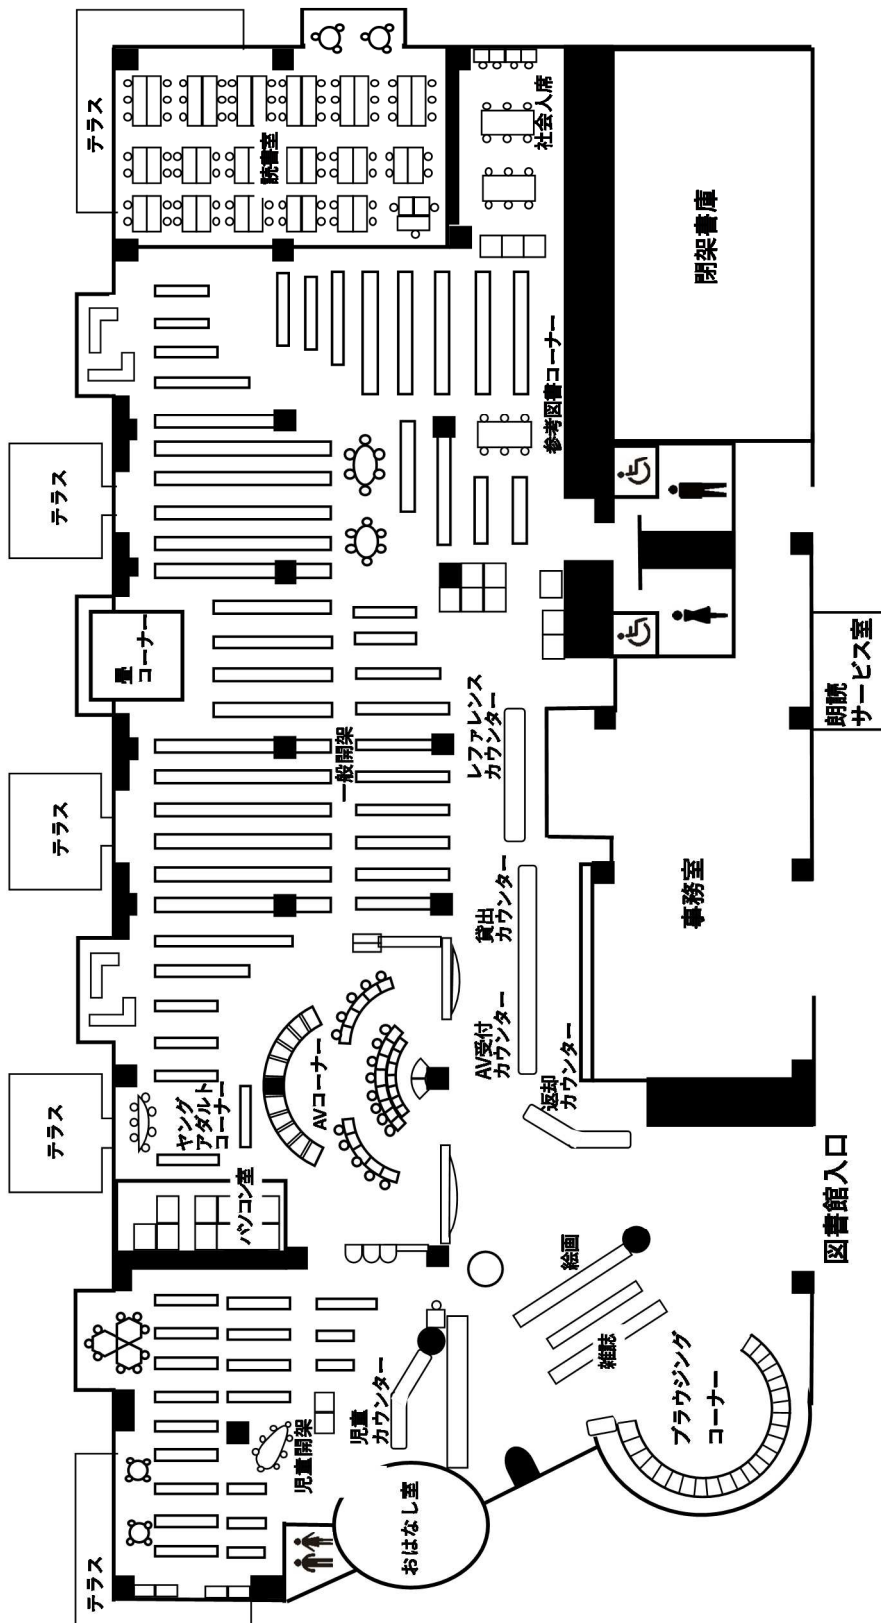 テラス
読書室
社会人席
閉架書庫
参考図書コーナー
テラス
畳
コーナー
一般開架
レファレンス
カウンター
朗読
サービス室
テラス
貸出
カウンター
事務室
AV受付
カウンター
返却
カウンター
AVコーナー
ヤング
アダルト
コーナー
テラス
パソコン室
図書館入口
絵画
雑誌
ブラウジング
コーナー
児童
カウンター
児童開架
おはなし室
テラス